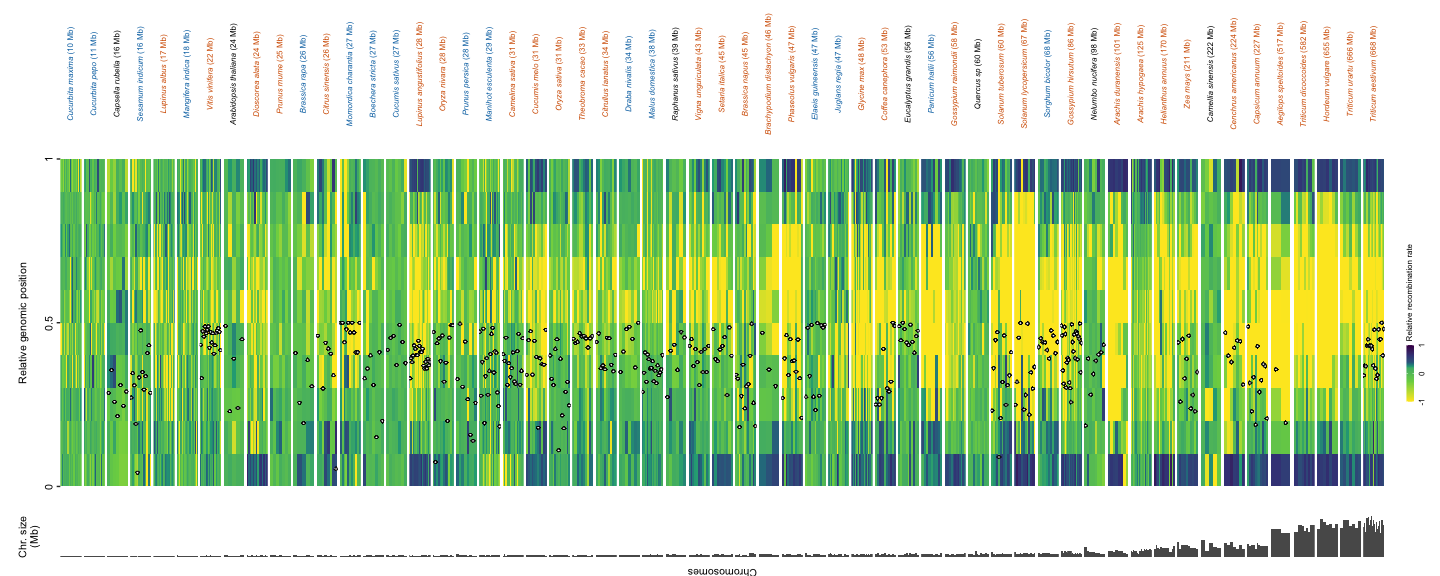 Cucurbita maxima (10 Mb)
Cucurbita pepo (11 Mb)
Capsella rubella (16 Mb)
Sesamum indicum (16 Mb)
Lupinus albus (17 Mb)
Mangifera indica (18 Mb)
Vitis vinifera (22 Mb)
Arabidopsis thaliana (24 Mb)
Dioscorea alata (24 Mb)
Prunus mume (25 Mb)
Brassica rapa (26 Mb)
Citrus sinensis (26 Mb)
Momordica charantia (27 Mb)
Boechera stricta (27 Mb)
Cucumis sativus (27 Mb)
Lupinus angustifolius (28 Mb)
Oryza nivara (28 Mb)
Prunus persica (28 Mb)
Manihot esculenta (29 Mb)
Camelina sativa (31 Mb)
Cucumis melo (31 Mb)
Oryza sativa (31 Mb)
Theobroma cacao (33 Mb)
Citrullus lanatus (34 Mb)
Draba nivalis (34 Mb)
Malus domestica (38 Mb)
Raphanus sativus (39 Mb)
Vigna unguiculata (43 Mb)
Setaria italica (45 Mb)
Brassica napus (45 Mb)
Brachypodium distachyon (46 Mb)
Phaseolus vulgaris (47 Mb)
Elaeis guineensis (47 Mb)
Juglans regia (47 Mb)
Glycine max (48 Mb)
Coffea canephora (53 Mb)
Eucalyptus grandis (56 Mb)
Panicum hallii (56 Mb)
Gossypium raimondii (58 Mb)
Quercus sp (60 Mb)
Solanum tuberosum (60 Mb)
Solanum lycopersicum (67 Mb)
Sorghum bicolor (68 Mb)
Gossypium hirsutum (86 Mb)
Nelumbo nucifera (98 Mb)
Arachis duranensis (101 Mb)
Arachis hypogaea (125 Mb)
Helianthus annuus (170 Mb)
Zea mays (211 Mb)
Camellia sinensis (222 Mb)
Cenchrus americanus (224 Mb)
Capsicum annuum (227 Mb)
Aegilops speltoides (517 Mb)
Triticum dicoccoides (582 Mb)
Hordeum vulgare (655 Mb)
Triticum urartu (666 Mb)
Triticum aestivum (668 Mb)
Relative genomic position
1
0.5
0
Relative recombination rate
1
0
-1
Chr. size
(Mb)
Chromosomes